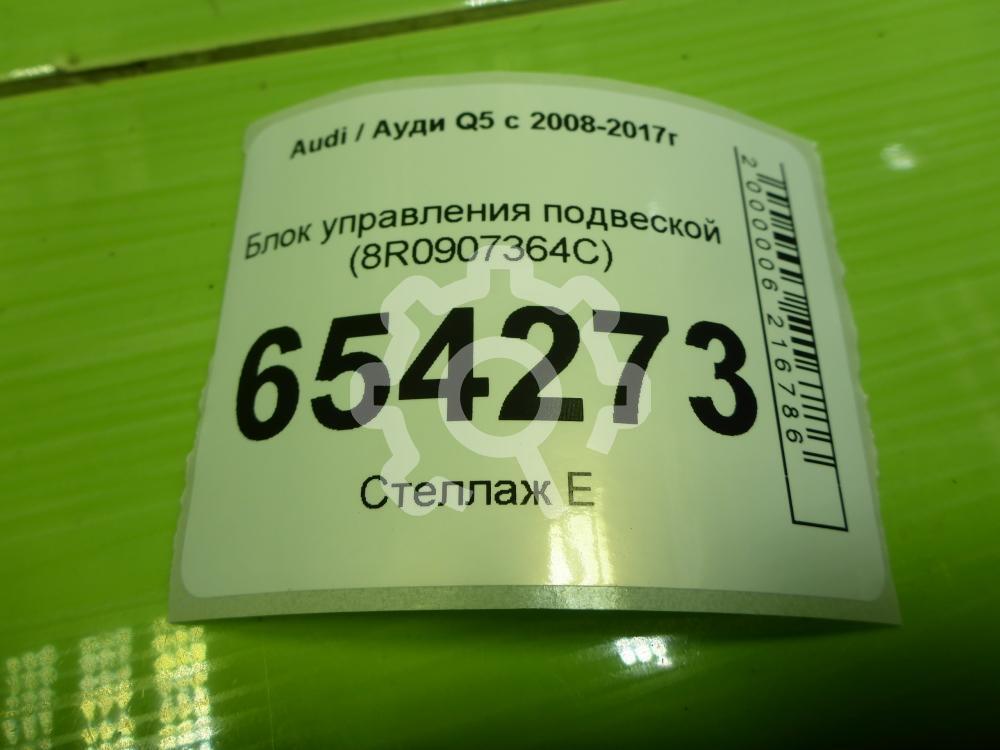 Audi / Ауди Q5 с 2008-2017г
Блок управления подвеской
(8R0907364C)
654273
Стеллаж E
2000006216786